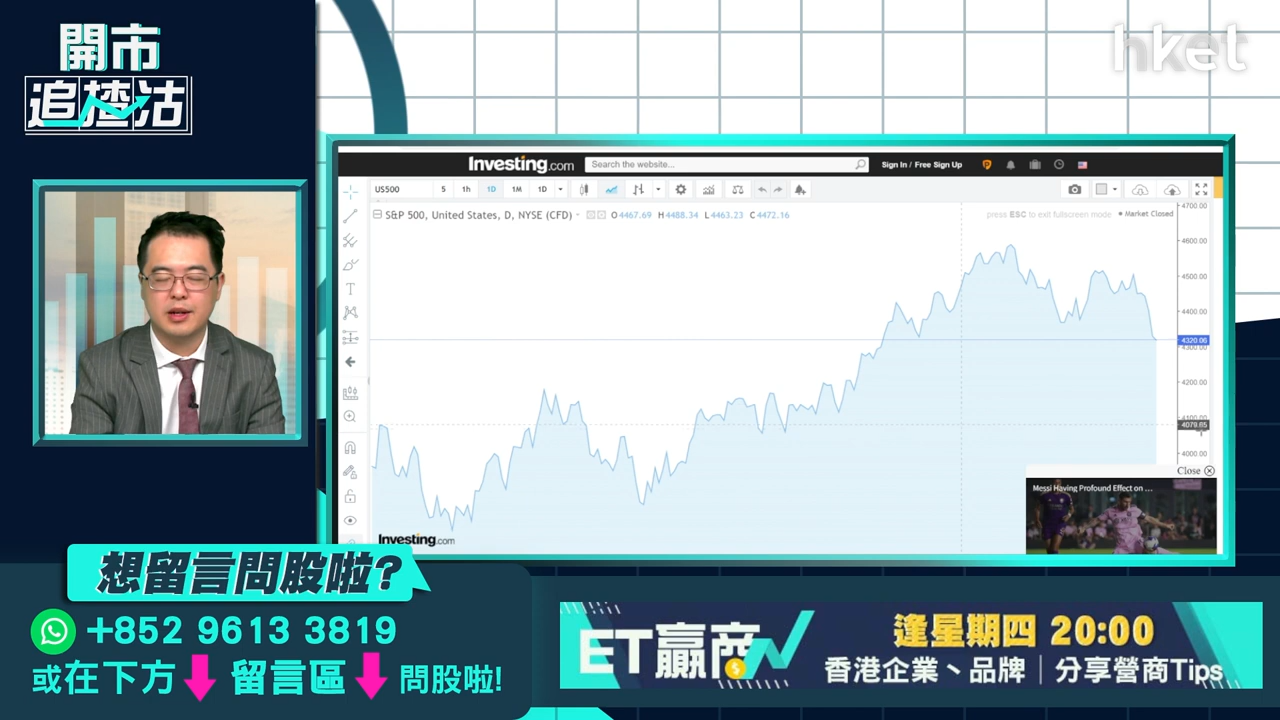 開市
追揸沽
hket
Investing.com
Search the website...
Sign In / Free Sign Up
US500
5
1h
1D
1M
1D
S&P 500, United States, D, NYSE (CFD)
O 4467.69 H 4488.34 L 4463.23 C 4472.16
press ESC to exit fullscreen mode
Market Closed
4700.00
4600.00
4500.00
4400.00
4320.06
4300.00
4200.00
4100.00
4079.65
4000.00
Close
Messi Having Profound Effect on ...
Investing.com
想留言問股啦?
+852 9613 3819
或在下方 留言區 問股啦!
ET贏商
逢星期四 20:00
香港企業、品牌｜分享營商Tips